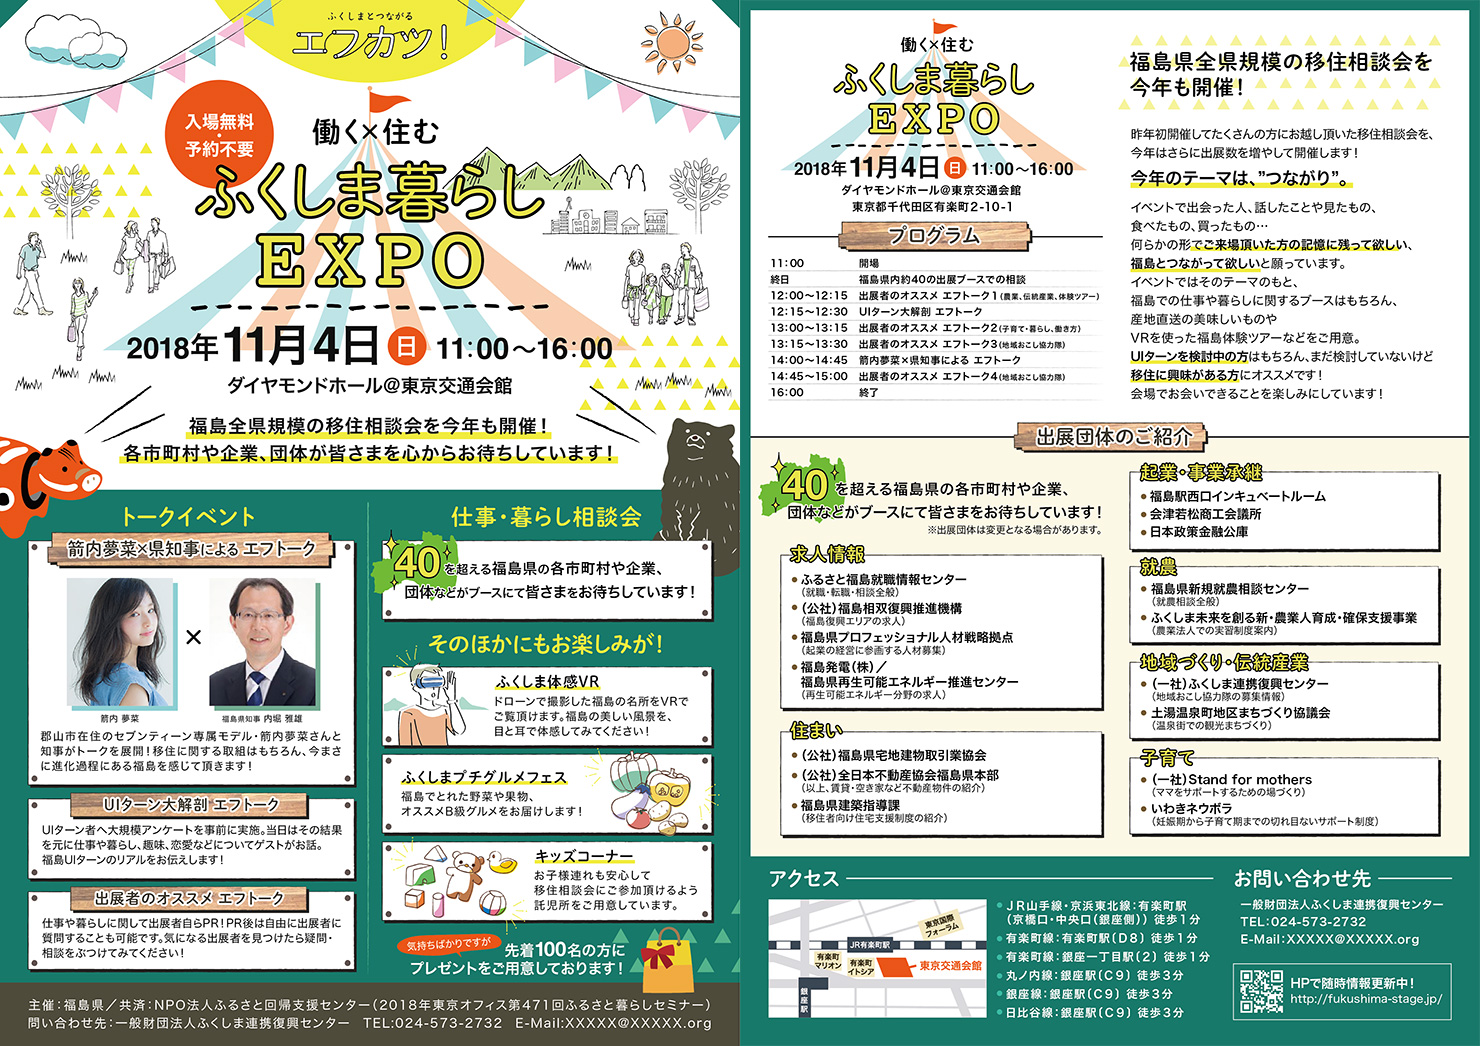 ふくしまとつながる
エフカツ!
入場無料
・
予約不要
働く×住む
ふくしま暮らし
EXPO
2018年11月4日 日 11:00〜16:00
ダイヤモンドホール@東京交通会館
福島全県規模の移住相談会を今年も開催!
各市町村や企業、団体が皆さまを心からお待ちしています!
トークイベント
箭内夢菜×県知事による エフトーク
×
箭内 夢菜
福島県知事 内堀 雅雄
郡山市在住のセブンティーン専属モデル・箭内夢菜さんと
知事がトークを展開!移住に関する取組はもちろん、今まさ
に進化過程にある福島を感じて頂きます!
UIターン大解剖 エフトーク
UIターン者へ大規模アンケートを事前に実施。当日はその結果
を元に仕事や暮らし、趣味、恋愛などについてゲストがお話。
福島UIターンのリアルをお伝えします!
出展者のオススメ エフトーク
仕事や暮らしに関して出展者自らPR!PR後は自由に出展者に
質問することも可能です。気になる出展者を見つけたら疑問・
相談をぶつけてみてください!
仕事・暮らし相談会
40を超える福島県の各市町村や企業、
団体などがブースにて皆さまをお待ちしています!
そのほかにもお楽しみが!
ふくしま体感VR
ドローンで撮影した福島の名所をVRで
ご覧頂けます。福島の美しい風景を、
目と耳で体感してみてください!
ふくしまプチグルメフェス
福島でとれた野菜や果物、
オススメB級グルメをお届けします!
キッズコーナー
お子様連れも安心して
移住相談会にご参加頂けるよう
託児所をご用意しています。
気持ちばかりですが
先着100名の方に
プレゼントをご用意しております!
主催:福島県/共済:NPO法人ふるさと回帰支援センター(2018年東京オフィス第471回ふるさと暮らしセミナー)
問い合わせ先:一般財団法人ふくしま連携復興センター TEL:024-573-2732 E-Mail:XXXXX@XXXXX.org
働く×住む
ふくしま暮らし
EXPO
2018年11月4日 日 11:00〜16:00
ダイヤモンドホール@東京交通会館
東京都千代田区有楽町2-10-1
プログラム
11:00 開場
終日 福島県内約40の出展ブースでの相談
12:00〜12:15 出展者のオススメ エフトーク1(農業、伝統産業、体験ツアー)
12:15〜12:30 UIターン大解剖 エフトーク
13:00〜13:15 出展者のオススメ エフトーク2(子育て・暮らし、働き方)
13:15〜13:30 出展者のオススメ エフトーク3(地域おこし協力隊)
14:00〜14:45 箭内夢菜×県知事による エフトーク
14:45〜15:00 出展者のオススメ エフトーク4(地域おこし協力隊)
16:00 終了
福島県全県規模の移住相談会を
今年も開催!
昨年初開催してたくさんの方にお越し頂いた移住相談会を、
今年はさらに出展数を増やして開催します!
今年のテーマは、”つながり”。
イベントで出会った人、話したことや見たもの、
食べたもの、買ったもの…
何らかの形でご来場頂いた方の記憶に残って欲しい、
福島とつながって欲しいと願っています。
イベントではそのテーマのもと、
福島での仕事や暮らしに関するブースはもちろん、
産地直送の美味しいものや
VRを使った福島体験ツアーなどをご用意。
UIターンを検討中の方はもちろん、まだ検討していないけど
移住に興味がある方にオススメです!
会場でお会いできることを楽しみにしています!
出展団体のご紹介
40を超える福島県の各市町村や企業、
団体などがブースにて皆さまをお待ちしています!
※出展団体は変更となる場合があります。
求人情報
●ふるさと福島就職情報センター
(就職・転職・相談全般)
●(公社)福島相双復興推進機構
(福島復興エリアの求人)
●福島県プロフェッショナル人材戦略拠点
(起業の経営に参画する人材募集)
●福島発電(株)/
福島県再生可能エネルギー推進センター
(再生可能エネルギー分野の求人)
住まい
●(公社)福島県宅地建物取引業協会
●(公社)全日本不動産協会福島県本部
(以上、賃貸・空き家など不動産物件の紹介)
●福島県建築指導課
(移住者向け住宅支援制度の紹介)
起業・事業承継
●福島駅西口インキュベートルーム
●会津若松商工会議所
●日本政策金融公庫
就農
●福島県新規就農相談センター
(就農相談全般)
●ふくしま未来を創る新・農業人育成・確保支援事業
(農業法人での実習制度案内)
地域づくり・伝統産業
●(一社)ふくしま連携復興センター
(地域おこし協力隊の募集情報)
●土湯温泉町地区まちづくり協議会
(温泉街での観光まちづくり)
子育て
●(一社)Stand for mothers
(ママをサポートするための場づくり)
●いわきネウボラ
(妊娠期から子育て期までの切れ目ないサポート制度)
アクセス
東京国際
フォーラム
JR有楽町駅
有楽町
マリオン
有楽町
イトシア
東京交通会館
銀座駅
●JR山手線・京浜東北線:有楽町駅
(京橋口・中央口(銀座側)) 徒歩1分
●有楽町線:有楽町駅(D8) 徒歩1分
●有楽町線:銀座一丁目駅(2) 徒歩1分
●丸ノ内線:銀座駅(C9) 徒歩3分
●銀座線:銀座駅(C9) 徒歩3分
●日比谷線:銀座駅(C9) 徒歩3分
お問い合わせ先
一般財団法人ふくしま連携復興センター
TEL:024-573-2732
E-Mail:XXXXX@XXXXX.org
HPで随時情報更新中!
http://fukushima-stage.jp/